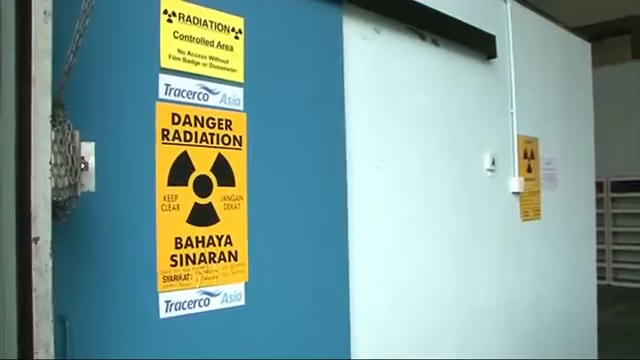 RADIATION
Controlled Area
No Access Without
Film Badge or Dosemeter
Tracerco Asia
DANGER
RADIATION
KEEP
CLEAR
JANGAN
DEKAT
BAHAYA
SINARAN
SYARIKAT:
Tracerco Asia